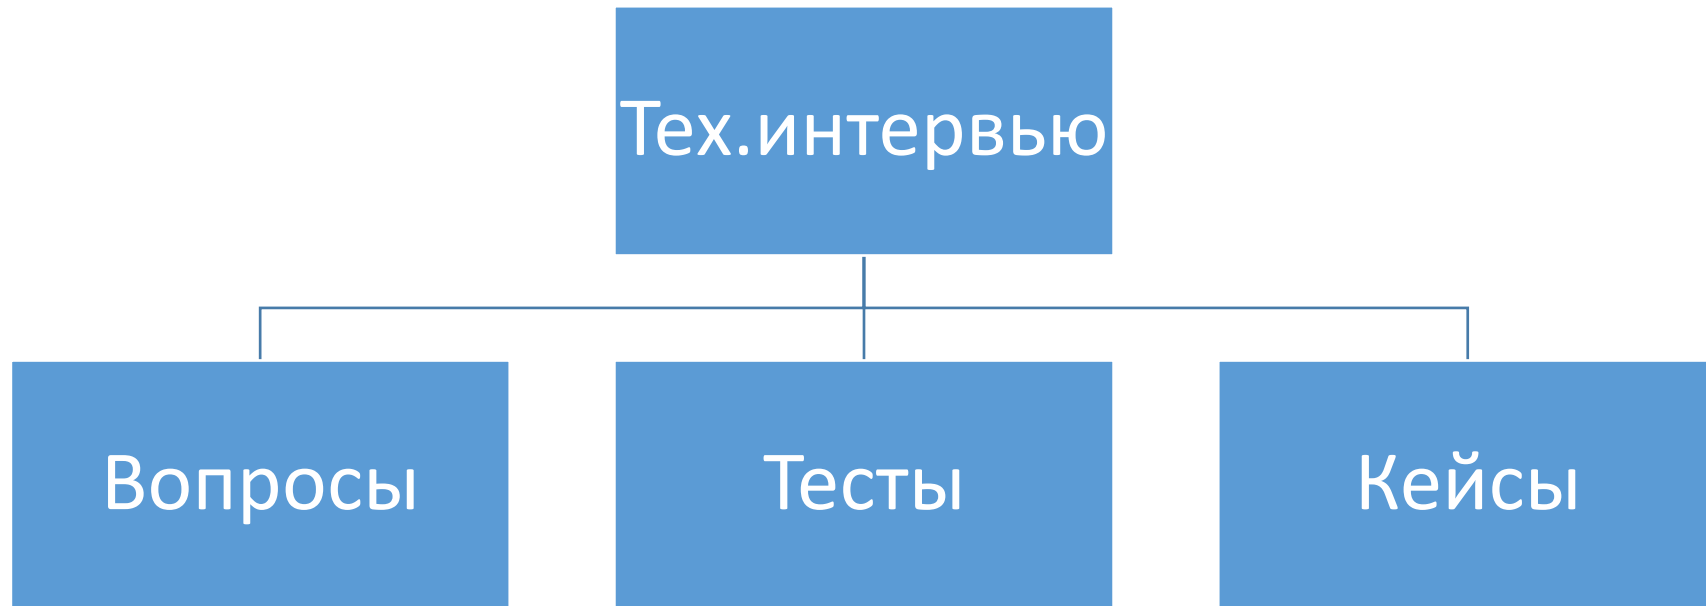 Тех.интервью
Вопросы
Тесты
Кейсы